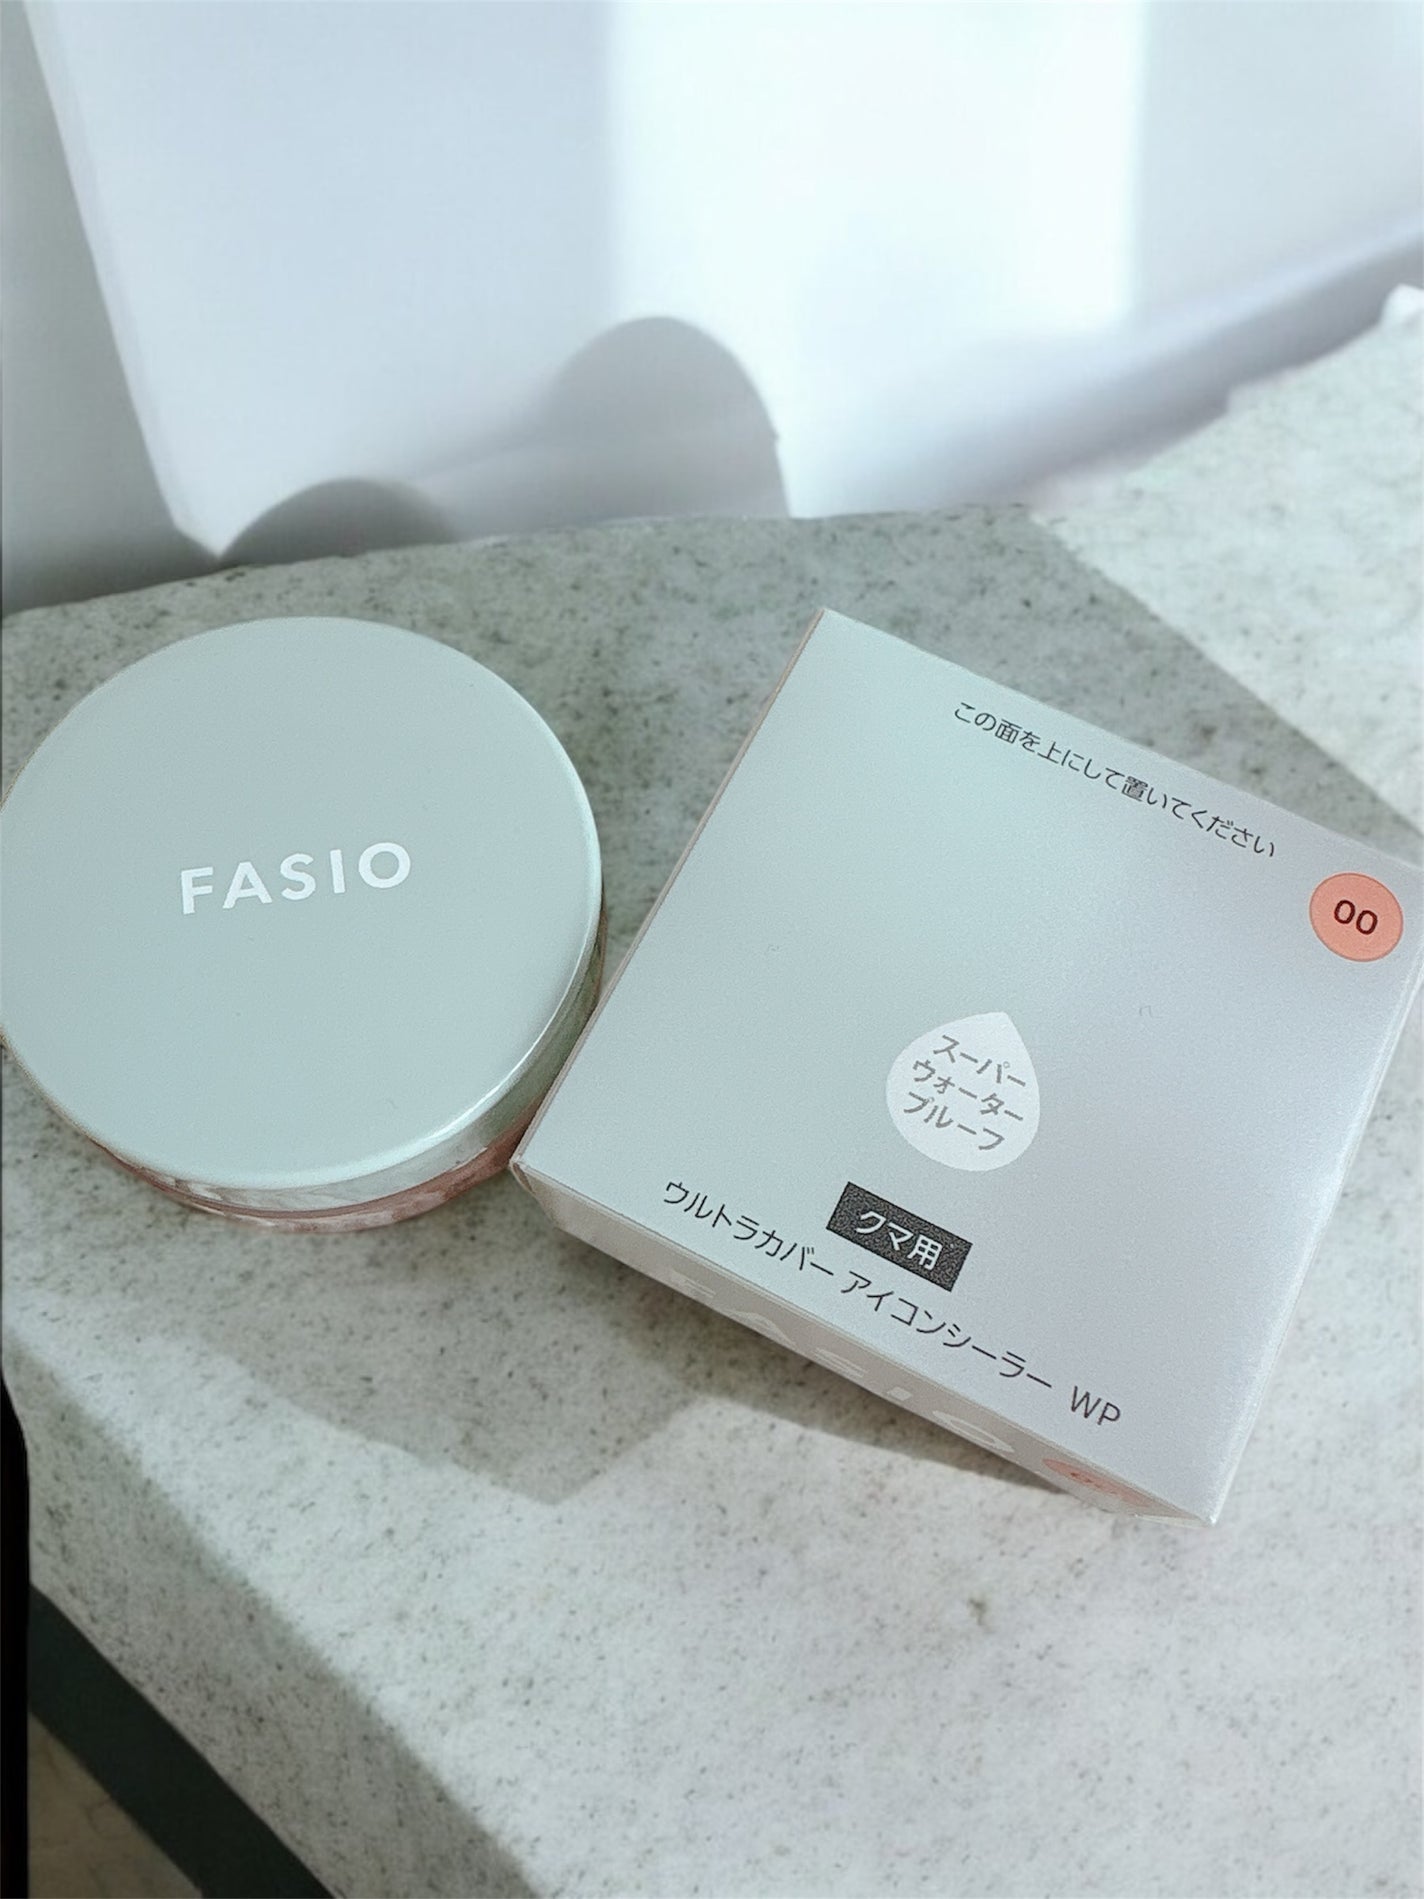 FASIO
この面を上にして置いてください
00
スーパー
ウォーター
プルーフ
クマ用
ウルトラカバー アイコンシーラー WP
FASIO